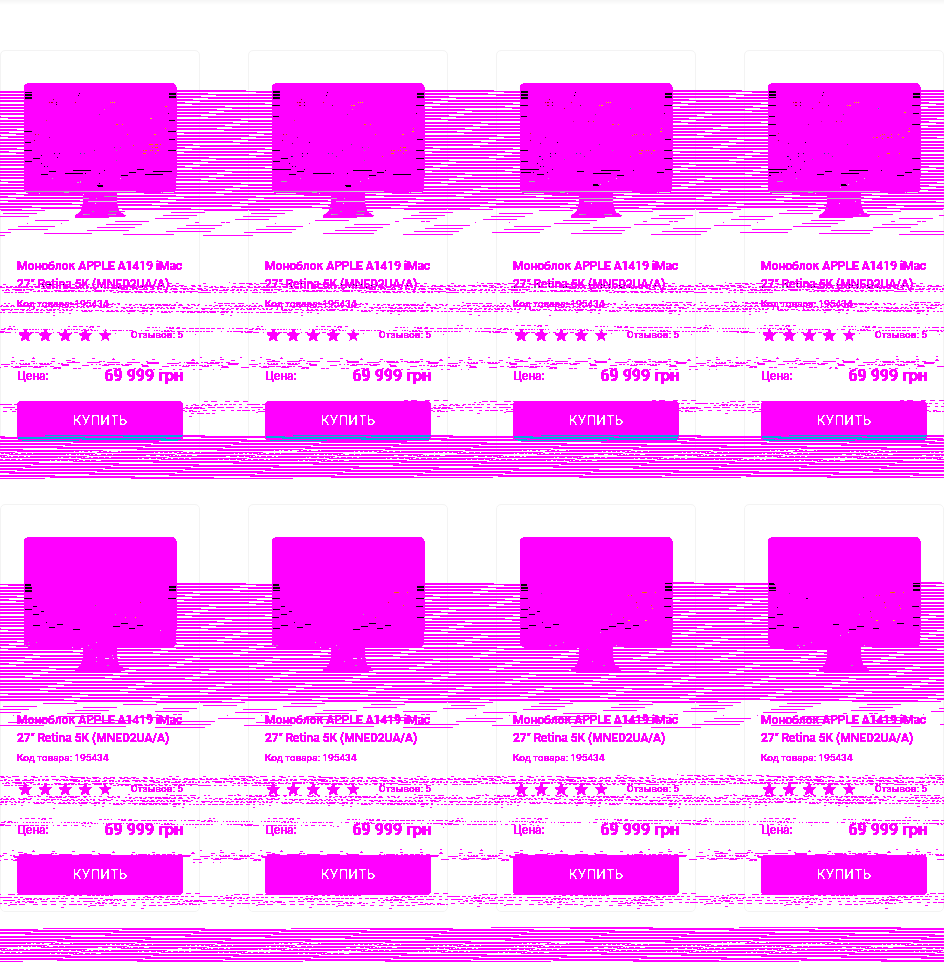 Моноблок APPLE A1419 iMac
27" Retina 5K (MNED2UA/A)
Код товара: 195434
Отзывов: 5
Цена: 69 999 грн
КУПИТЬ
Моноблок APPLE A1419 iMac
27" Retina 5K (MNED2UA/A)
Код товара: 195434
Отзывов: 5
Цена: 69 999 грн
КУПИТЬ
Моноблок APPLE A1419 iMac
27" Retina 5K (MNED2UA/A)
Код товара: 195434
Отзывов: 5
Цена: 69 999 грн
КУПИТЬ
Моноблок APPLE A1419 iMac
27" Retina 5K (MNED2UA/A)
Код товара: 195434
Отзывов: 5
Цена: 69 999 грн
КУПИТЬ
Моноблок APPLE A1419 iMac
27" Retina 5K (MNED2UA/A)
Код товара: 195434
Отзывов: 5
Цена: 69 999 грн
КУПИТЬ
Моноблок APPLE A1419 iMac
27" Retina 5K (MNED2UA/A)
Код товара: 195434
Отзывов: 5
Цена: 69 999 грн
КУПИТЬ
Моноблок APPLE A1419 iMac
27" Retina 5K (MNED2UA/A)
Код товара: 195434
Отзывов: 5
Цена: 69 999 грн
КУПИТЬ
Моноблок APPLE A1419 iMac
27" Retina 5K (MNED2UA/A)
Код товара: 195434
Отзывов: 5
Цена: 69 999 грн
КУПИТЬ